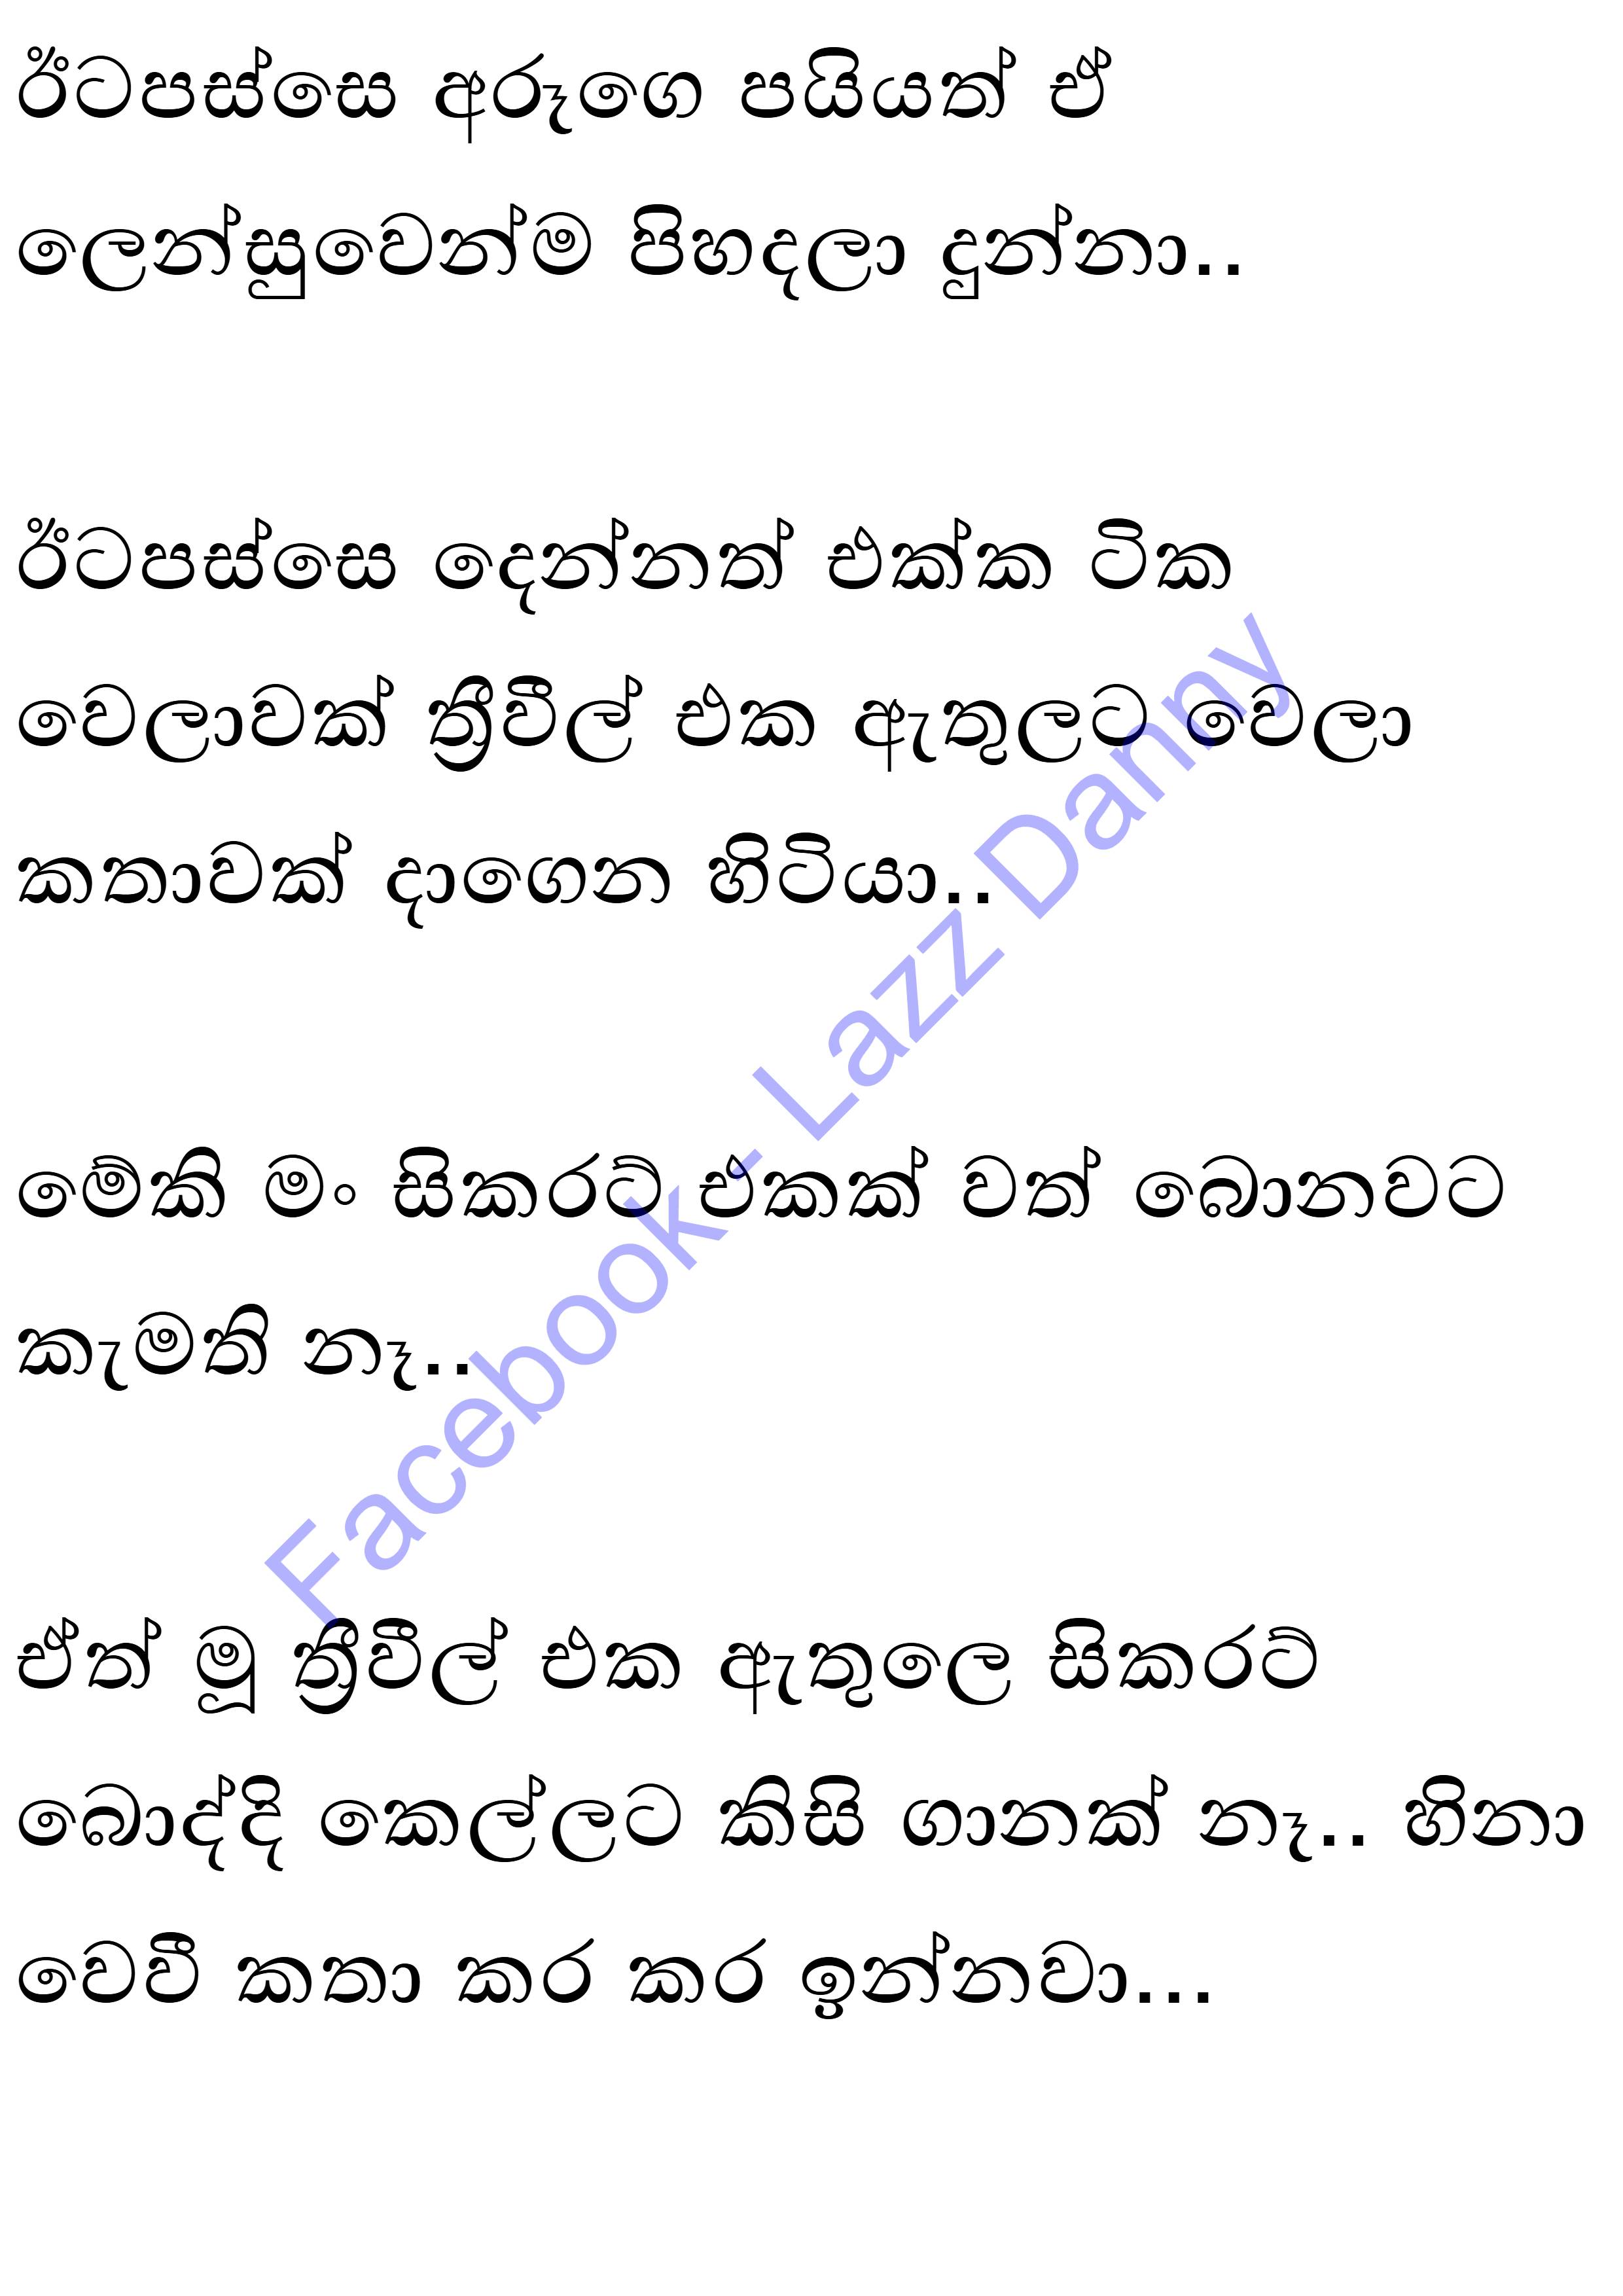 ඊටපස්සෙ අරූගෙ පයියත් ඒ
ලෙන්සුවෙන්ම පිහදලා දුන්නා..
ඊටපස්සෙ දෙන්නත් එක්ක ටික
වෙලාවක් ත්‍රීවීල් එක ඇතුලට වෙලා
කතාවක් දාගෙන හිටියා..
මේකි මං සිකරට් එකක් වත් බොනවට
කැමති නෑ..
ඒත් මූ ත්‍රීවීල් එක ඇතුලෙ සිකරට්
බොද්දි කෙල්ලට කිසි ගානක් නෑ.. හිනා
වෙවී කතා කර කර ඉන්නවා...
Facebook - Lazz Danny